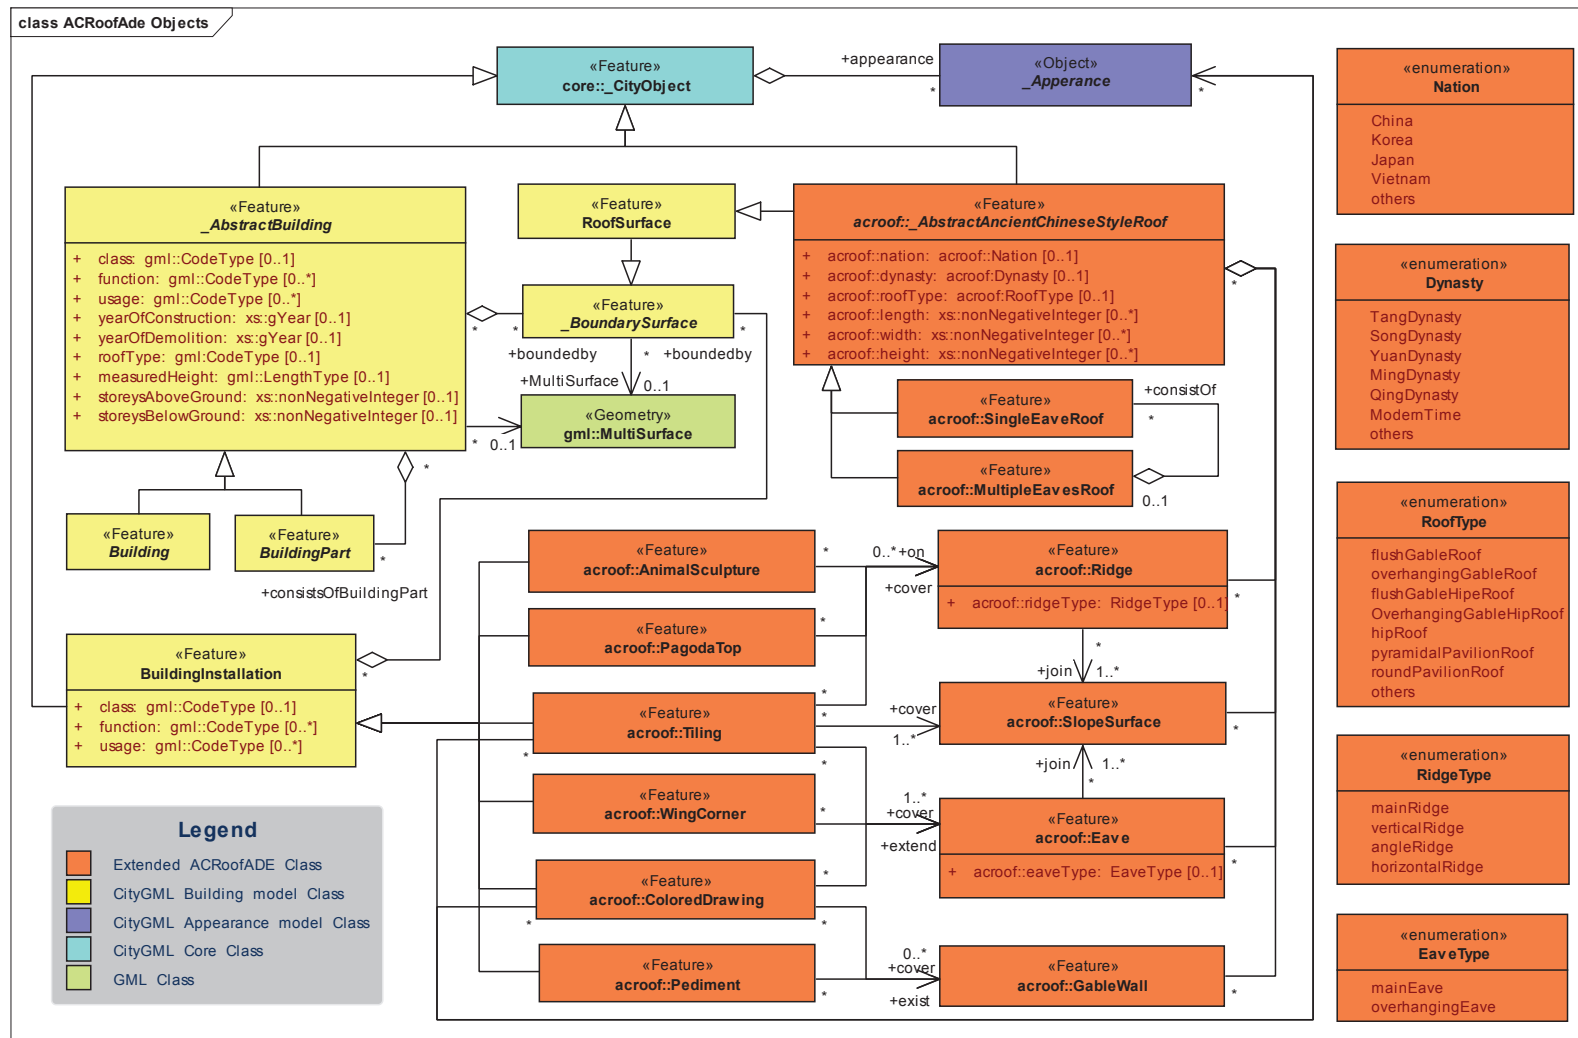 class ACRoofAde Objects
«Feature»
core::_CityObject
+appearance
*
«Object»
_Apperance
*
«Feature»
_AbstractBuilding
+ class: gml::CodeType [0..1]
+ function: gml::CodeType [0..*]
+ usage: gml::CodeType [0..*]
+ yearOfConstruction: xs::gYear [0..1]
+ yearOfDemolition: xs::gYear [0..1]
+ roofType: gml:CodeType [0..1]
+ measuredHeight: gml::LengthType [0..1]
+ storeysAboveGround: xs::nonNegativeInteger [0..1]
+ storeysBelowGround: xs::nonNegativeInteger [0..1]
«Feature»
RoofSurface
«Feature»
_BoundarySurface
*
*
*
+boundedby
*
+boundedby
+MultiSurface
0..1
«Geometry»
gml::MultiSurface
*
0..1
«Feature»
acroof::_AbstractAncientChineseStyleRoof
+ acroof::nation: acroof::Nation [0..1]
+ acroof::dynasty: acroof:Dynasty [0..1]
+ acroof::roofType: acroof:RoofType [0..1]
+ acroof::length: xs::nonNegativeInteger [0..*]
+ acroof::width: xs::nonNegativeInteger [0..*]
+ acroof::height: xs::nonNegativeInteger [0..*]
*
«Feature»
acroof::SingleEaveRoof
+consistOf
*
«Feature»
acroof::MultipleEavesRoof
0..1
«Feature»
Building
«Feature»
BuildingPart
*
*
+consistsOfBuildingPart
«Feature»
BuildingInstallation
+ class: gml::CodeType [0..1]
+ function: gml::CodeType [0..*]
+ usage: gml::CodeType [0..*]
*
«Feature»
acroof::AnimalSculpture
*
0..*
+on
+cover
«Feature»
acroof::PagodaTop
*
«Feature»
acroof::Tiling
*
*
*
*
+cover
1..*
«Feature»
acroof::WingCorner
*
1..*
+cover
+extend
«Feature»
acroof::ColoredDrawing
*
*
*
«Feature»
acroof::Pediment
*
0..*
+cover
+exist
«Feature»
acroof::Ridge
+ acroof::ridgeType: RidgeType [0..1]
*
*
+join
1..*
«Feature»
acroof::SlopeSurface
*
+join
1..*
*
«Feature»
acroof::Eave
+ acroof::eaveType: EaveType [0..1]
*
«Feature»
acroof::GableWall
*
«enumeration»
Nation
China
Korea
Japan
Vietnam
others
«enumeration»
Dynasty
TangDynasty
SongDynasty
YuanDynasty
MingDynasty
QingDynasty
ModernTime
others
«enumeration»
RoofType
flushGableRoof
overhangingGableRoof
flushGableHipeRoof
OverhangingGableHipRoof
hipRoof
pyramidalPavilionRoof
roundPavilionRoof
others
«enumeration»
RidgeType
mainRidge
verticalRidge
angleRidge
horizontalRidge
«enumeration»
EaveType
mainEave
overhangingEave
Legend
Extended ACRoofADE Class
CityGML Building model Class
CityGML Appearance model Class
CityGML Core Class
GML Class